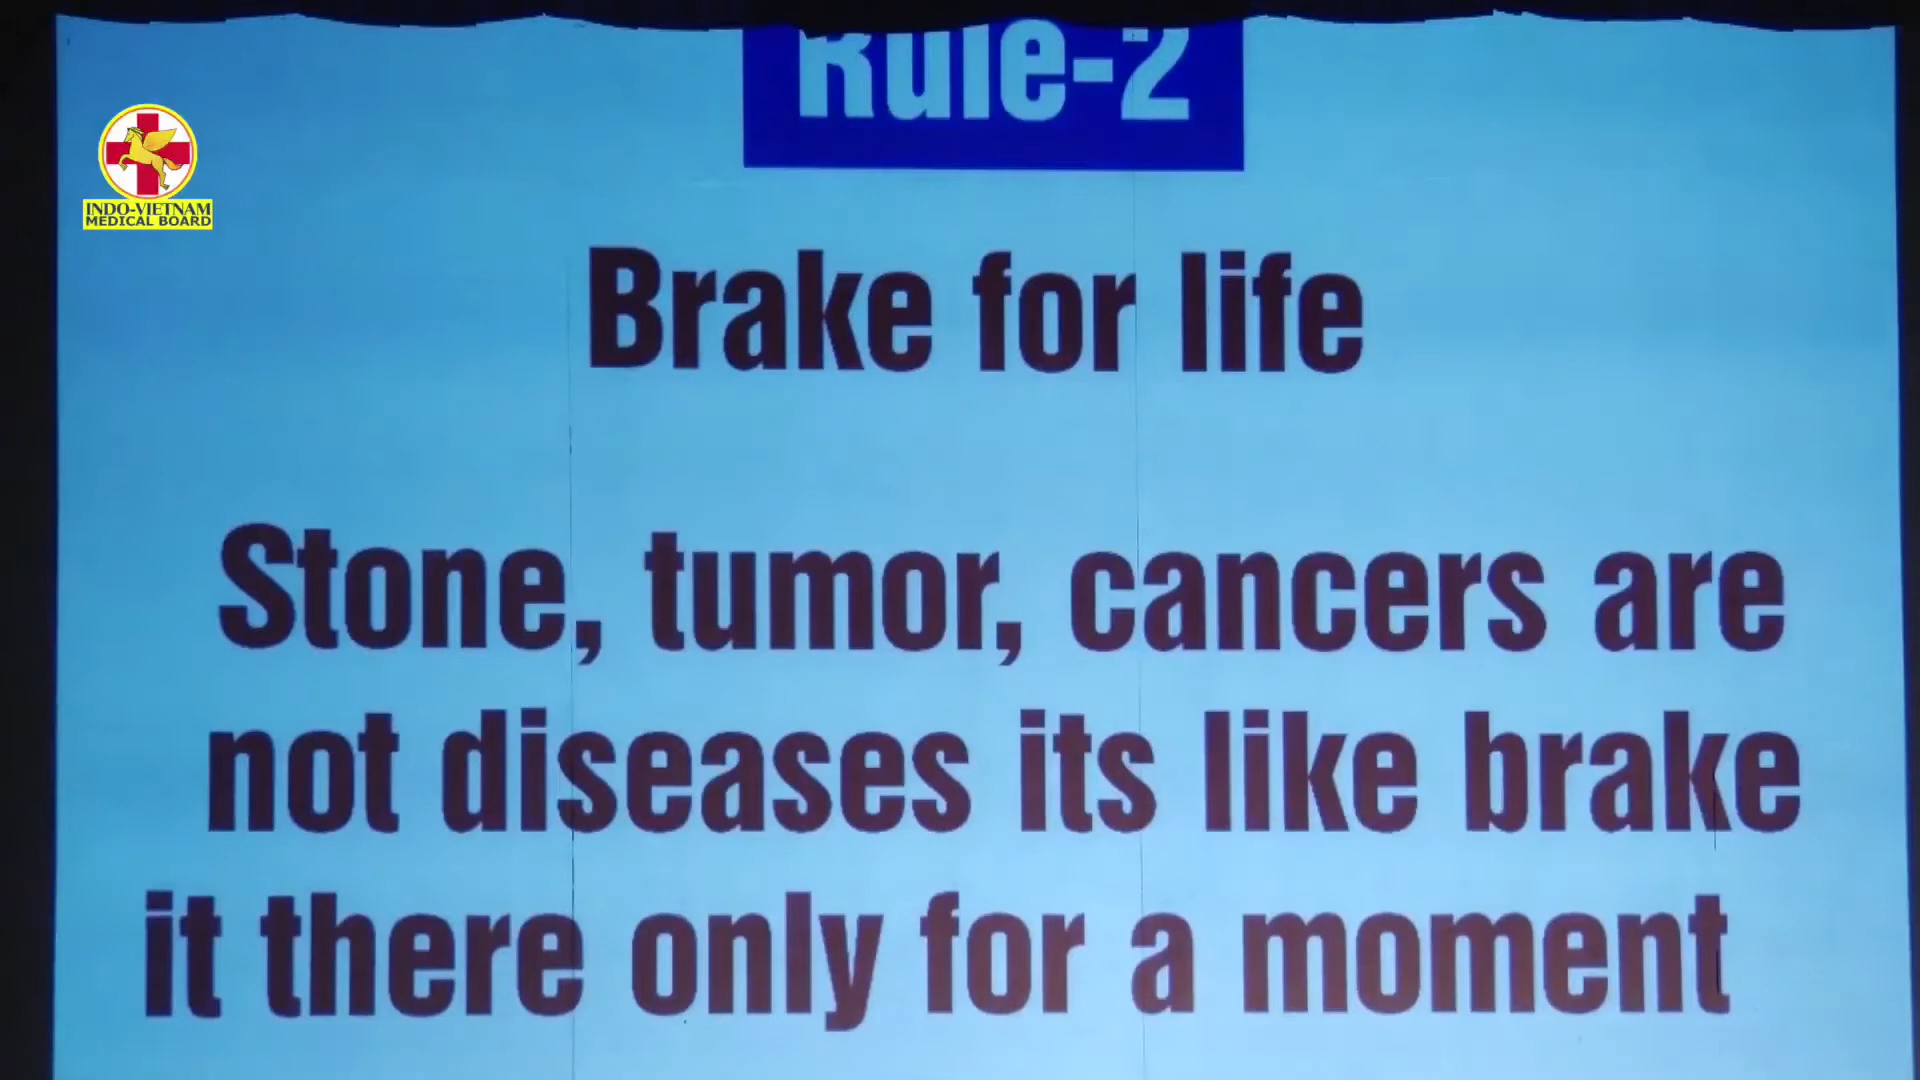 Rule-2
INDO-VIETNAM
MEDICAL BOARD
Brake for life
Stone, tumor, cancers are
not diseases its like brake
it there only for a moment